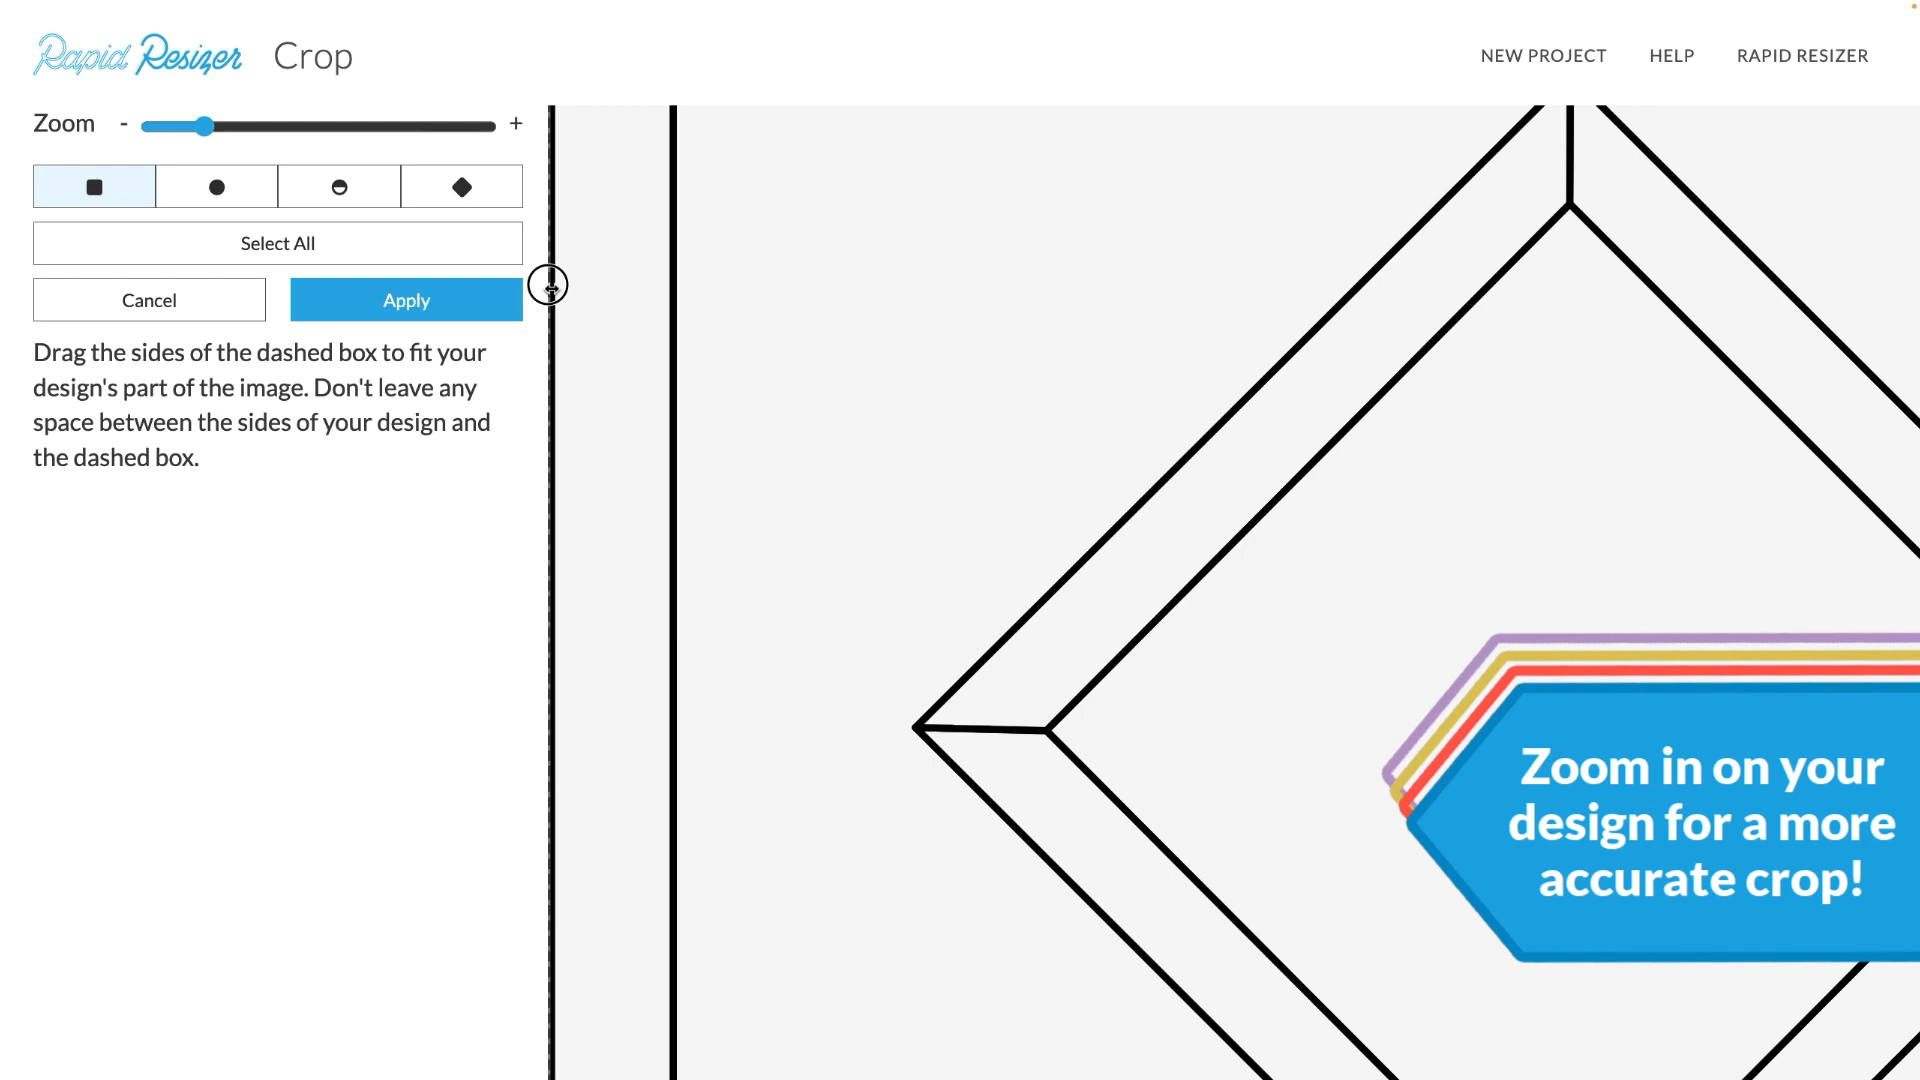 Rapid Resizer Crop
NEW PROJECT HELP RAPID RESIZER
Zoom - +
Select All
Cancel Apply
Drag the sides of the dashed box to fit your
design's part of the image. Don't leave any
space between the sides of your design and
the dashed box.
Zoom in on your
design for a more
accurate crop!